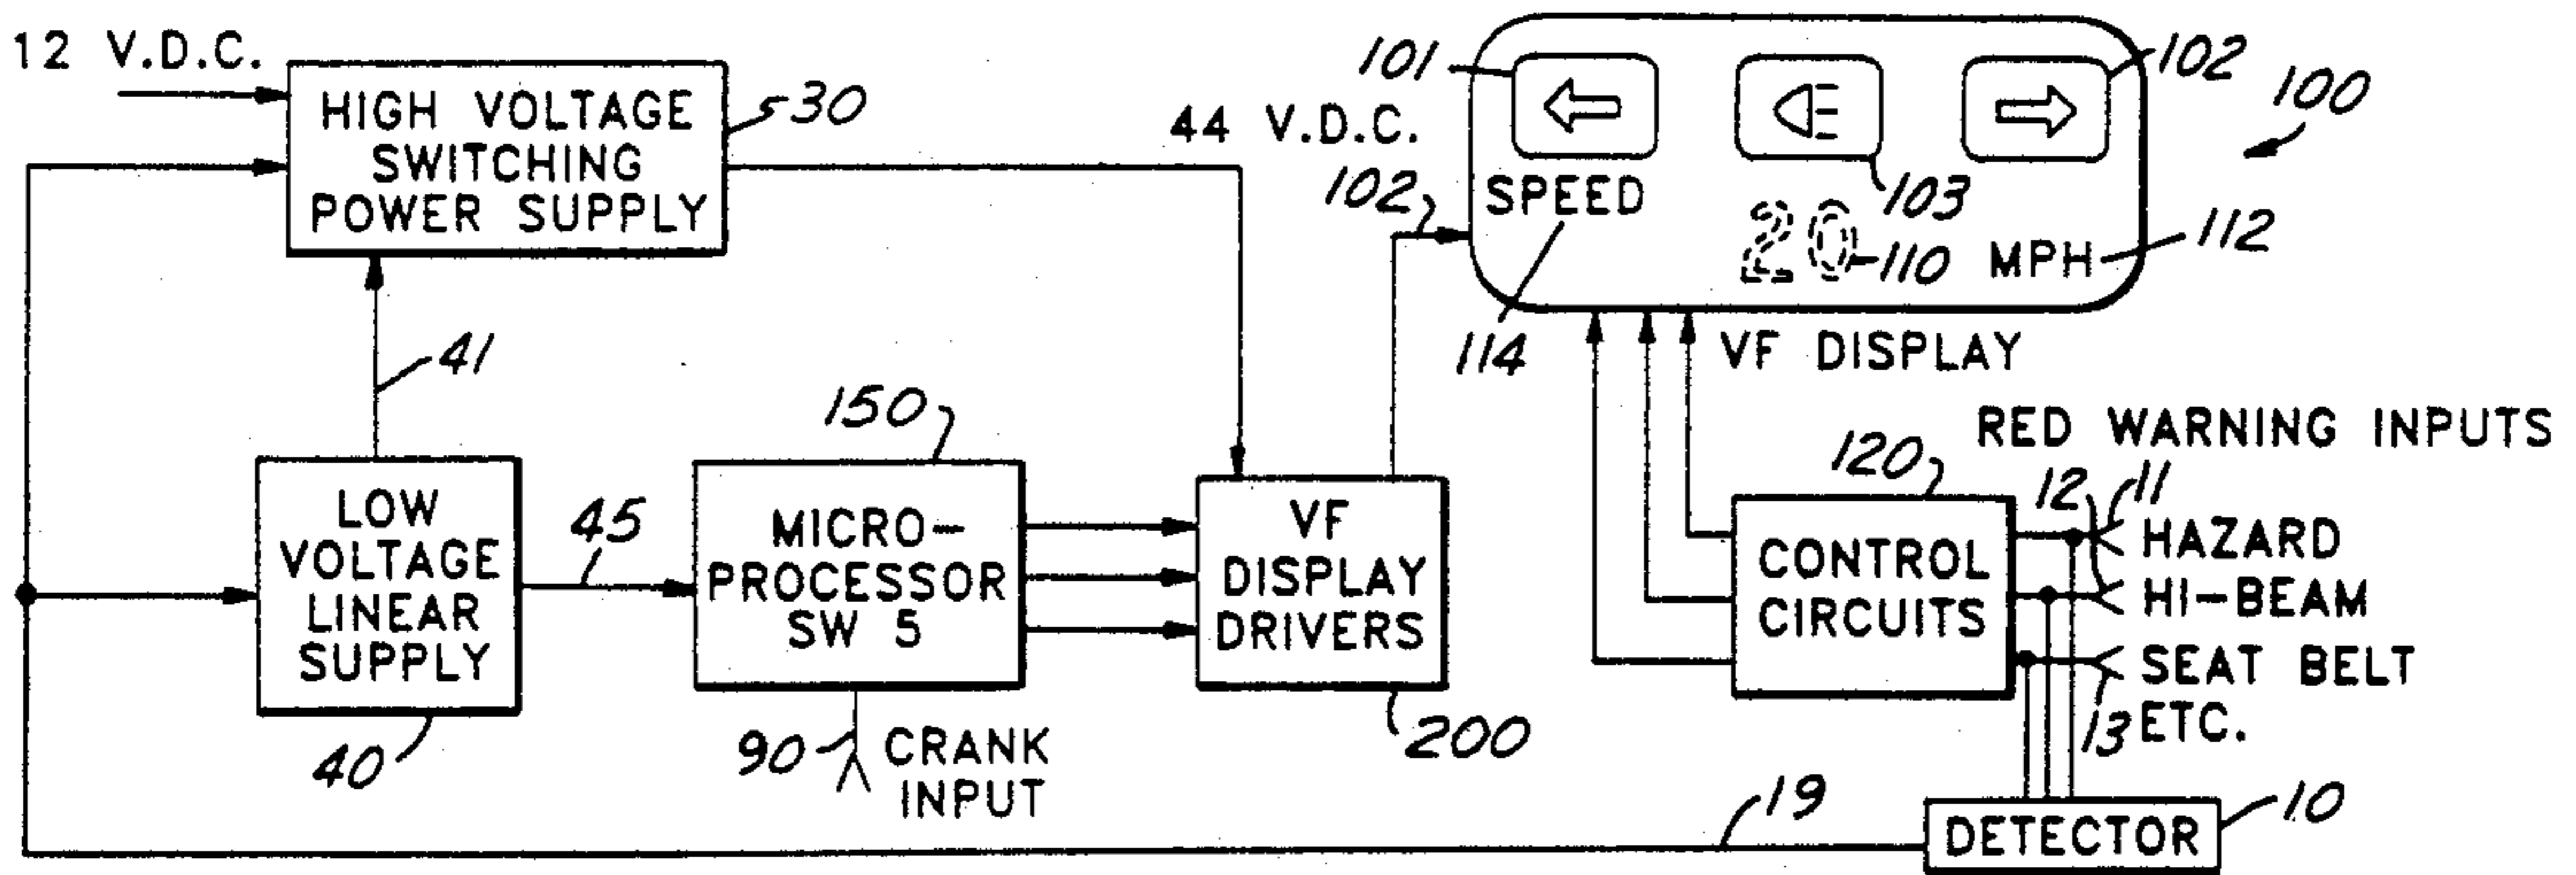 12 V.D.C.
HIGH VOLTAGE
SWITCHING
POWER SUPPLY
30
44 V.D.C.
101
102
100
SPEED
102
103
20
110
MPH
112
114
VF DISPLAY
41
150
RED WARNING INPUTS
120
12
11
LOW
VOLTAGE
LINEAR
SUPPLY
45
MICRO-
PROCESSOR
SW 5
VF
DISPLAY
DRIVERS
CONTROL
CIRCUITS
HAZARD
HI-BEAM
SEAT BELT
13 ETC.
40
90
CRANK
INPUT
200
19
DETECTOR
10